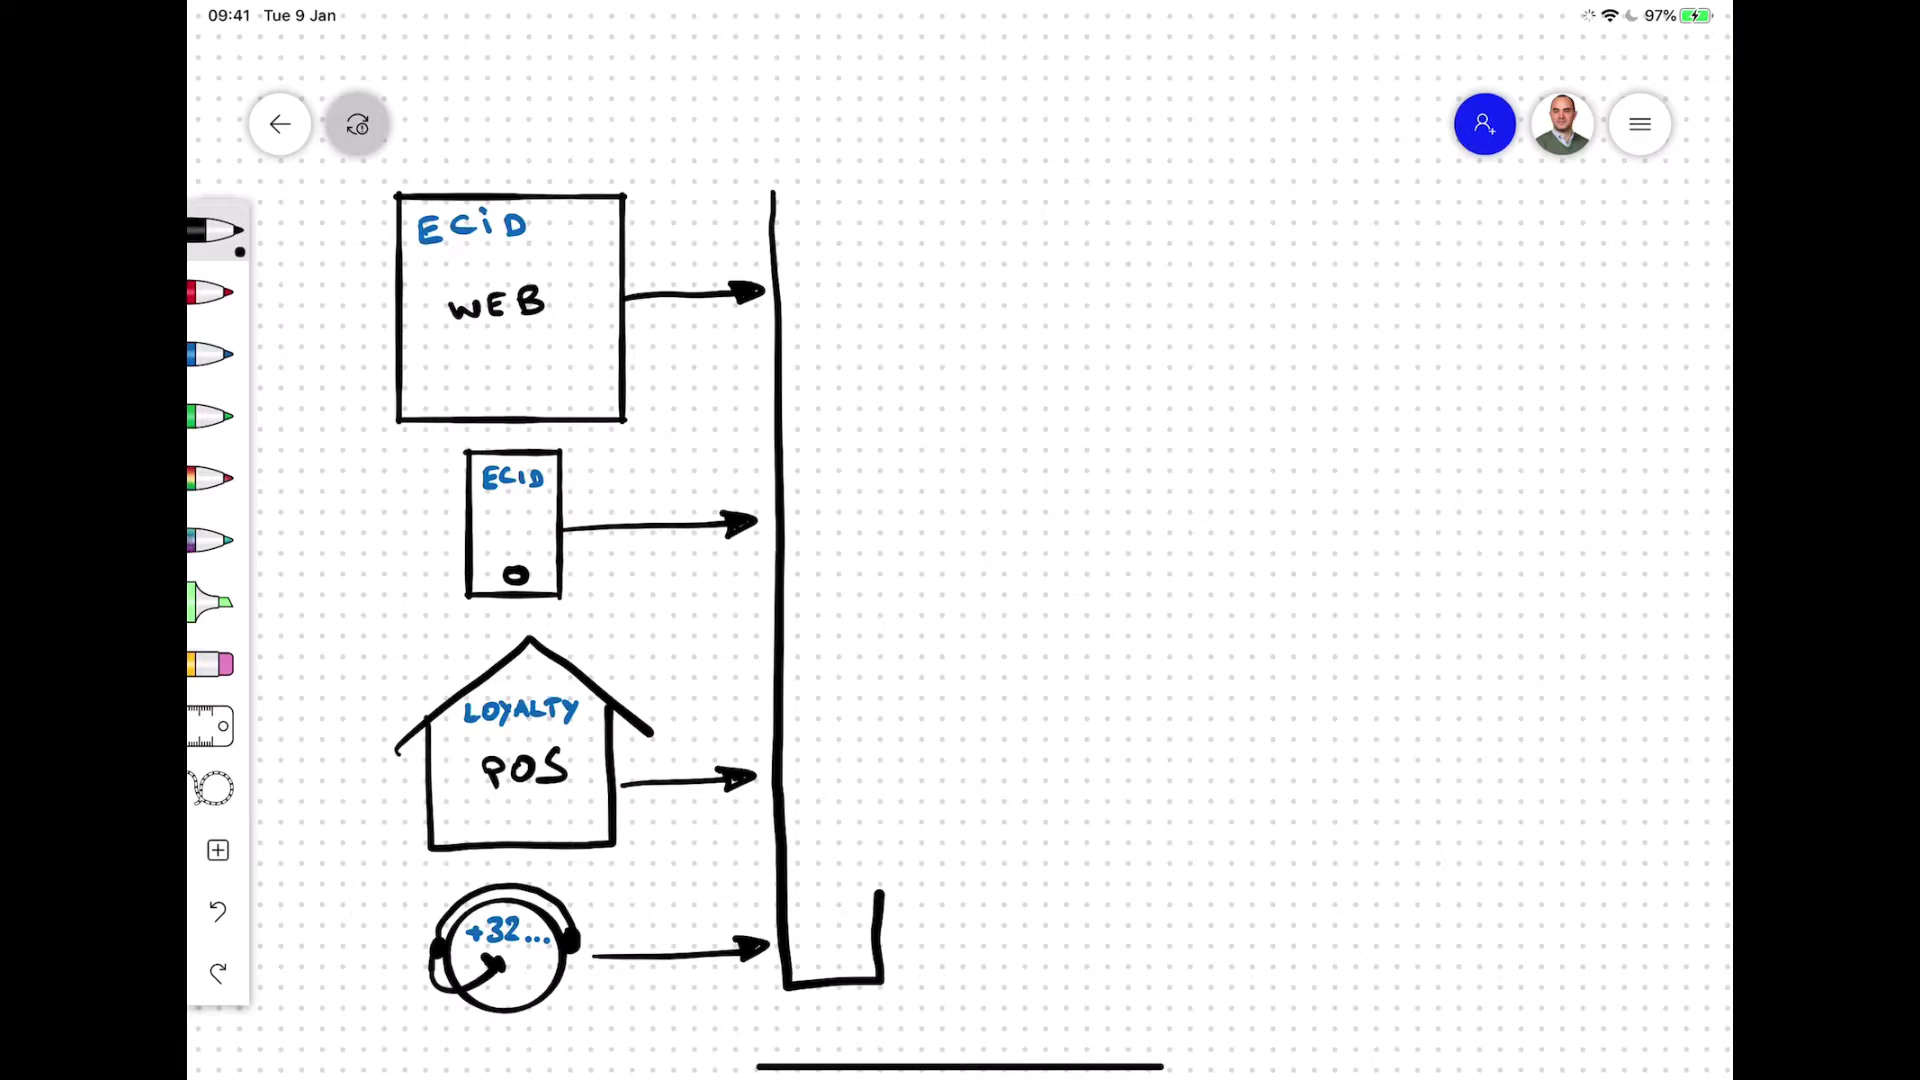 09:41 Tue 9 Jan
97%
ECiD
WEB
ECID
LOYALTY
POS
+32...